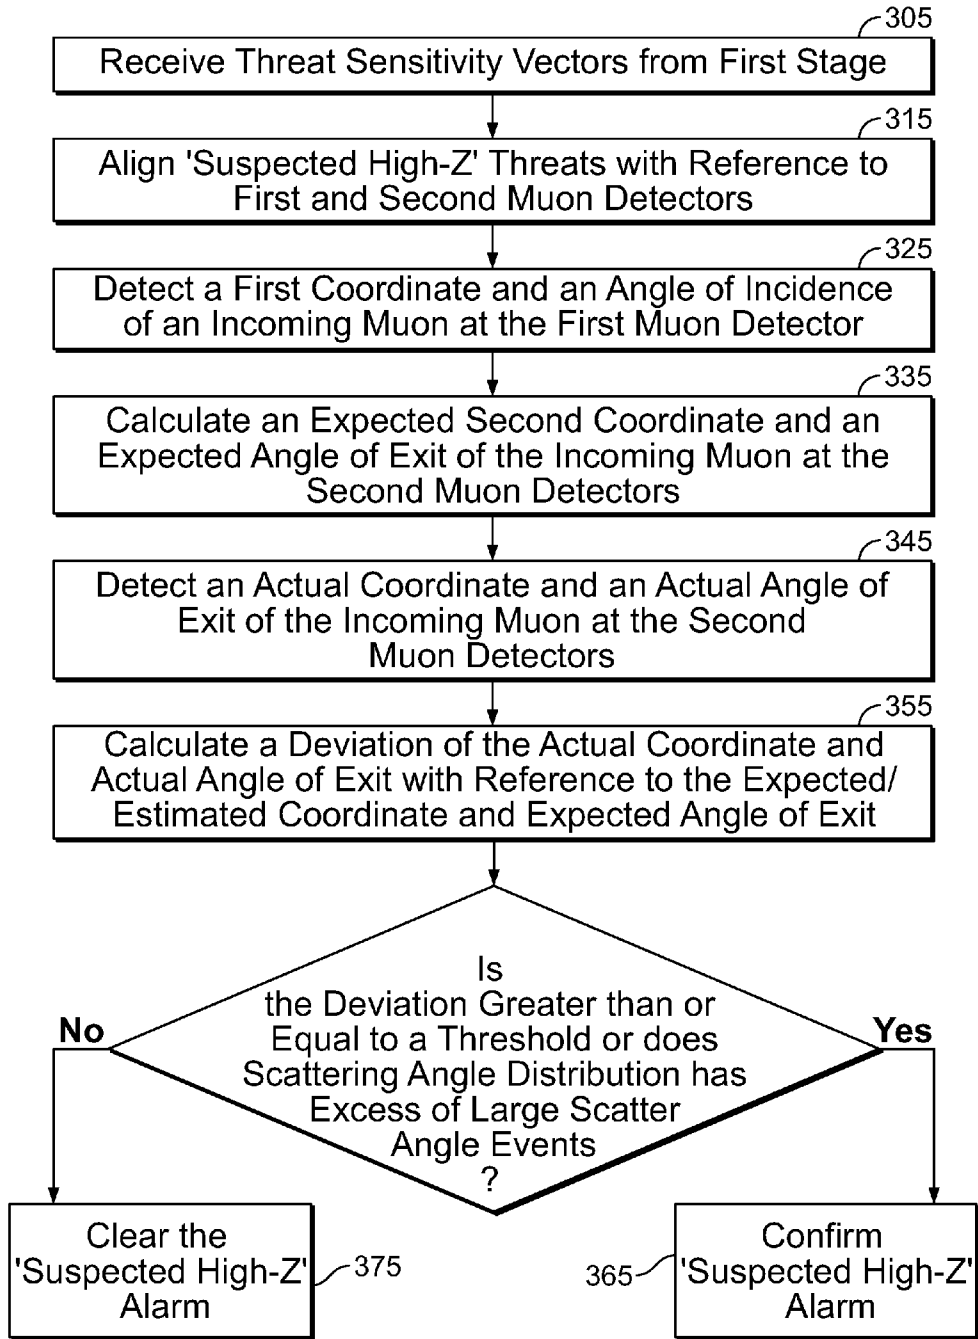 305
Receive Threat Sensitivity Vectors from First Stage
315
Align 'Suspected High-Z' Threats with Reference to
First and Second Muon Detectors
325
Detect a First Coordinate and an Angle of Incidence
of an Incoming Muon at the First Muon Detector
335
Calculate an Expected Second Coordinate and an
Expected Angle of Exit of the Incoming Muon at the
Second Muon Detectors
345
Detect an Actual Coordinate and an Actual Angle of
Exit of the Incoming Muon at the Second
Muon Detectors
355
Calculate a Deviation of the Actual Coordinate and
Actual Angle of Exit with Reference to the Expected/
Estimated Coordinate and Expected Angle of Exit
Is
the Deviation Greater than or
Equal to a Threshold or does
Scattering Angle Distribution has
Excess of Large Scatter
Angle Events
?
No
Yes
Clear the
'Suspected High-Z'
Alarm
375
365
Confirm
'Suspected High-Z'
Alarm